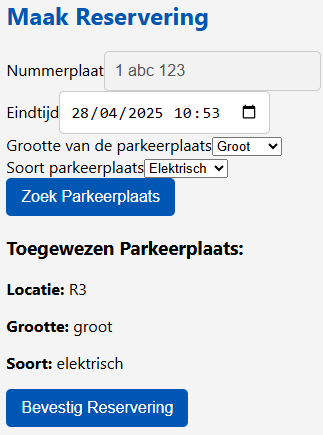 Maak Reservering
Nummerplaat 1 abc 123
Eindtijd 28/04/2025 10:53
Grootte van de parkeerplaats Groot
Soort parkeerplaats Elektrisch
Zoek Parkeerplaats
Toegewezen Parkeerplaats:
Locatie: R3
Grootte: groot
Soort: elektrisch
Bevestig Reservering